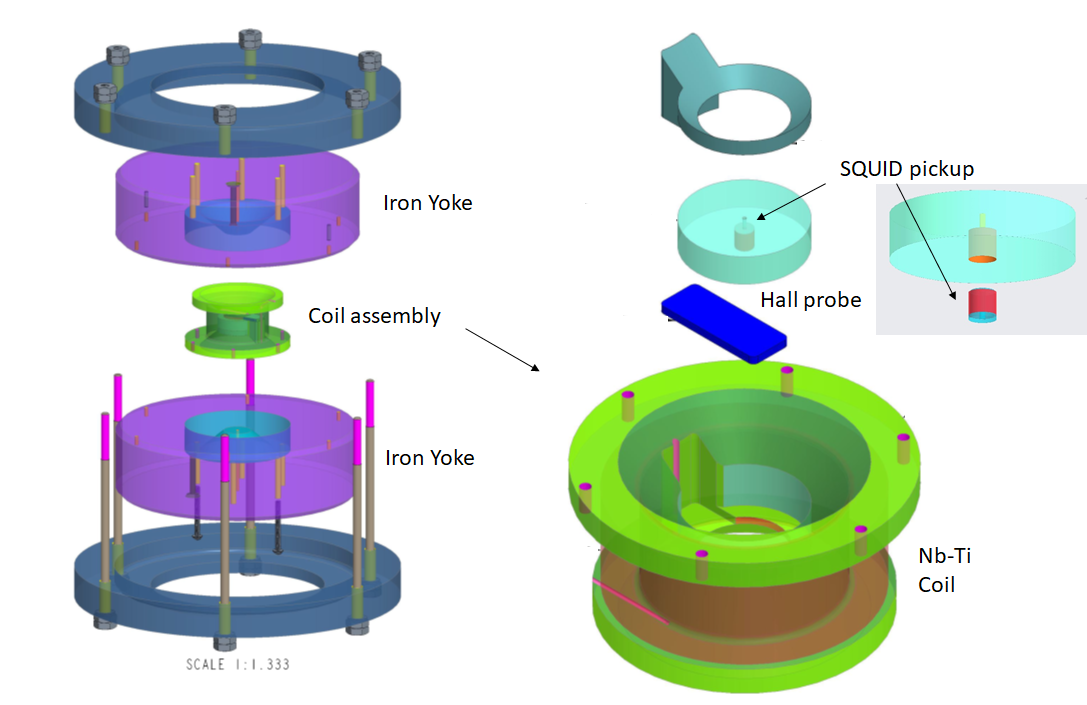 SQUID pickup
Iron Yoke
Hall probe
Coil assembly
Iron Yoke
Nb-Ti
Coil
SCALE 1:1.333